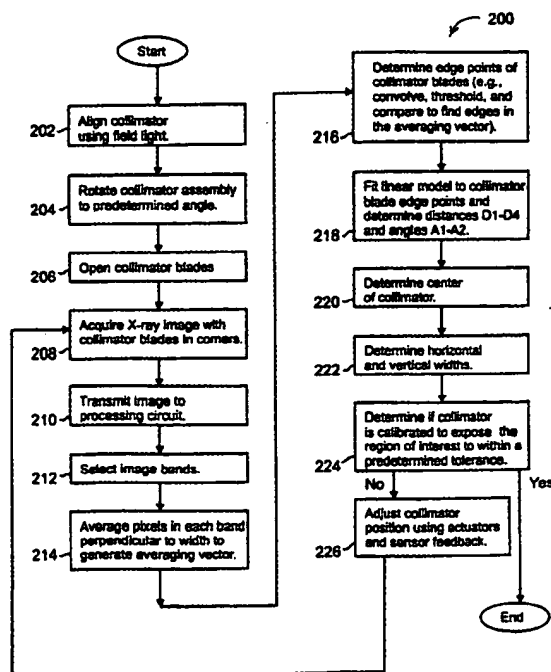 200
Start
202
Align collimator
using field light.
204
Rotate collimator assembly
to predetermined angle.
206
Open collimator blades
208
Acquire X-ray image with
collimator blades in corners.
210
Transmit image to
processing circuit.
212
Select image bands.
214
Average pixels in each band
perpendicular to width to
generate averaging vector.
216
Determine edge points of
collimator blades (e.g.,
convolve, threshold, and
compare to find edges in
the averaging vector).
218
Fit linear model to collimator
blade edge points and
determine distances D1-D4
and angles A1-A2.
220
Determine center
of collimator.
222
Determine horizontal
and vertical widths.
224
Determine if collimator
is calibrated to expose the
region of interest to within a
predetermined tolerance.
No
Yes
226
Adjust collimator
position using actuators
and sensor feedback.
End